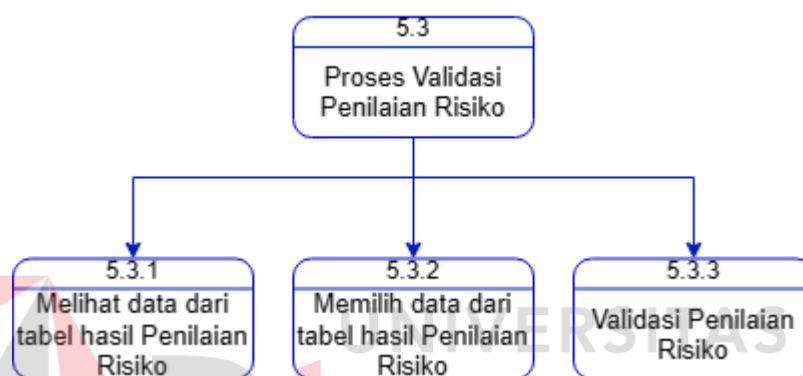 5.3
Proses Validasi
Penilaian Risiko
5.3.1
Melihat data dari
tabel hasil Penilaian
Risiko
5.3.2
Memilih data dari
tabel hasil Penilaian
Risiko
5.3.3
Validasi Penilaian
Risiko
UNIVERSITAS